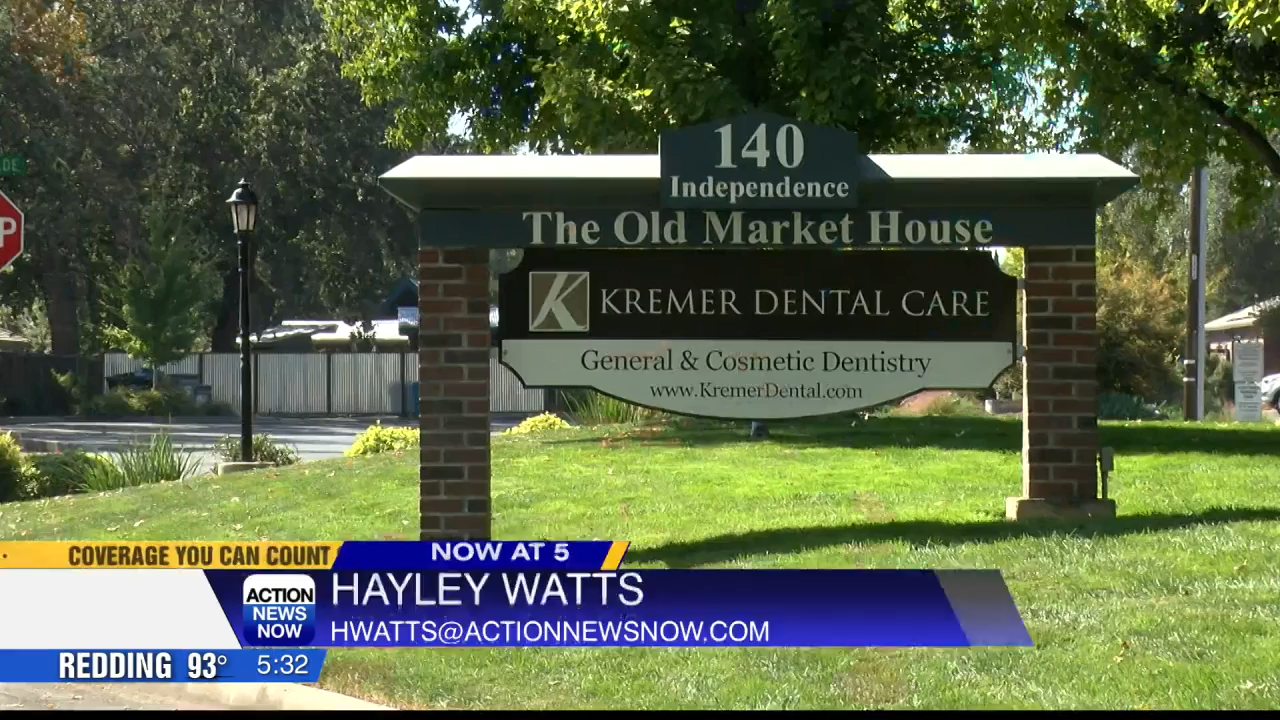 140
Independence
The Old Market House
K KREMER DENTAL CARE
General & Cosmetic Dentistry
www.KremerDental.com
DE
P
COVERAGE YOU CAN COUNT
NOW AT 5
ACTION
NEWS
NOW
HAYLEY WATTS
HWATTS@ACTIONNEWSNOW.COM
REDDING 93° 5:32